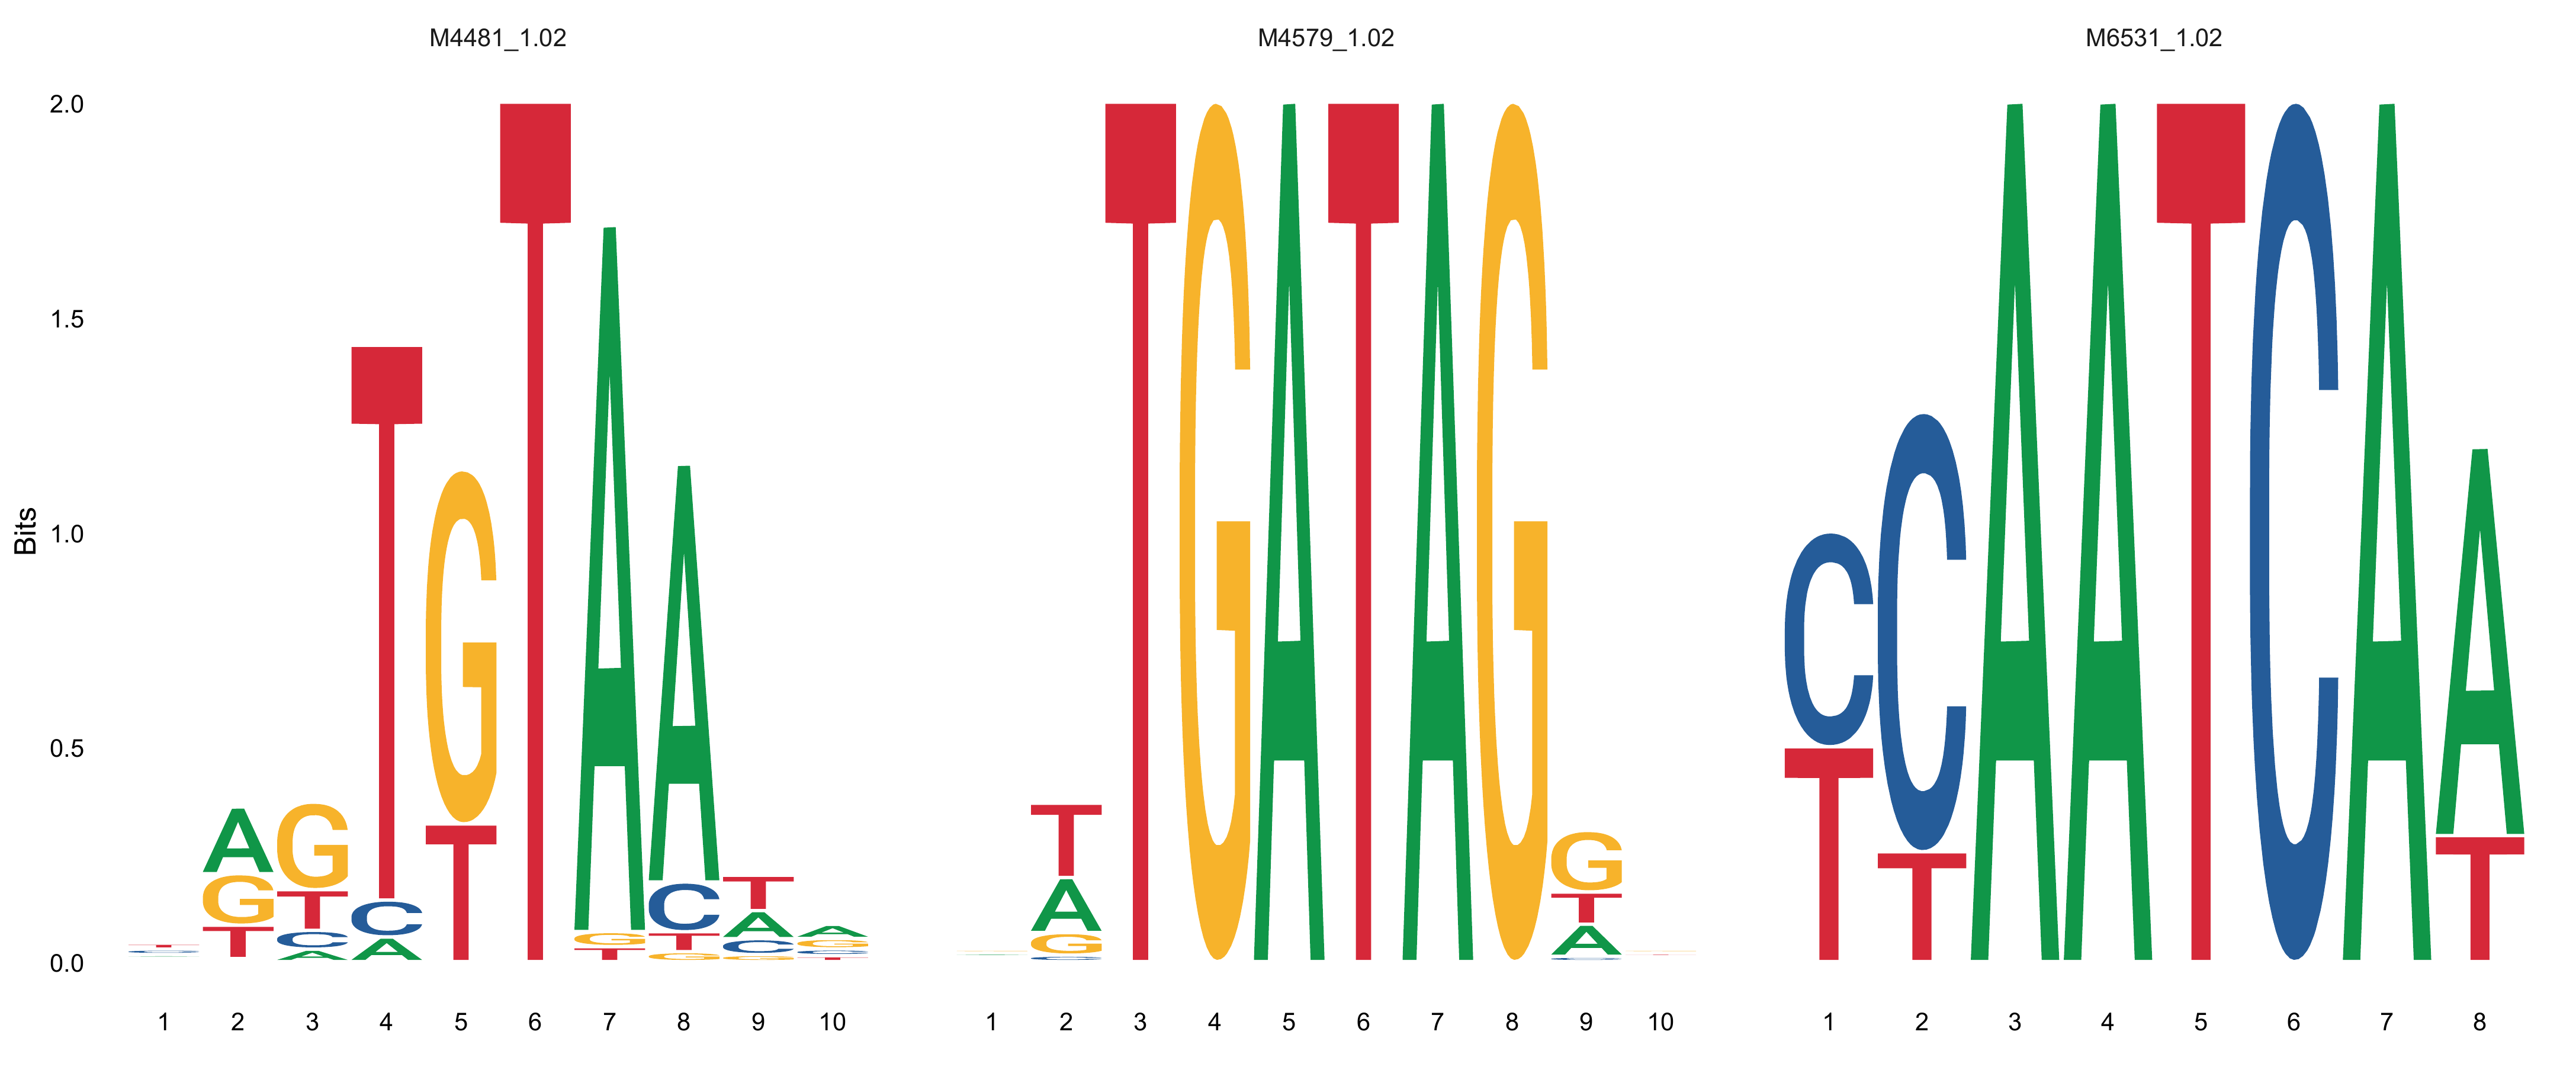 M4481_1.02 M4579_1.02 M6531_1.02
2.0
1.5
1.0
0.5
0.0
Bits
1 2 3 4 5 6 7 8 9 10 1 2 3 4 5 6 7 8 9 10 1 2 3 4 5 6 7 8
A G T
G T C A
T C A
G T
T
A G T
A C T G
T A C G
A G C T
T A G C
T
G
A
T
A
G
G T A C
C T
C T
A
A
T
C
A
A T